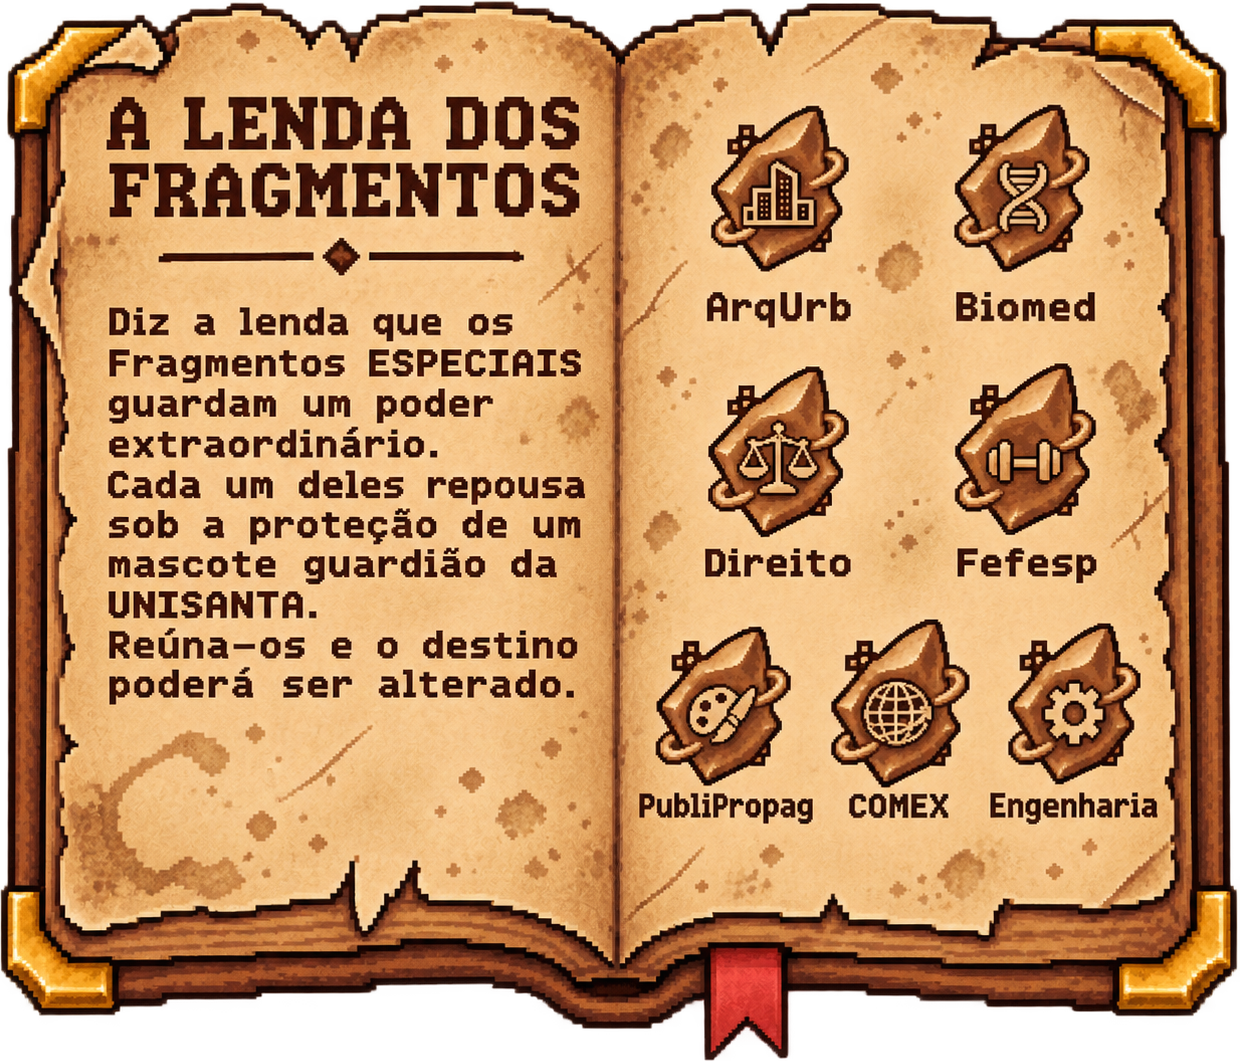 A LENDA DOS
FRAGMENTOS
Diz a lenda que os
Fragmentos ESPECIAIS
guardam um poder
extraordinário.
Cada um deles repousa
sob a proteção de um
mascote guardião da
UNISANTA.
Reúna-os e o destino
poderá ser alterado.
ArqUrb
Biomed
Direito
Fefesp
PubliPropag
COMEX
Engenharia